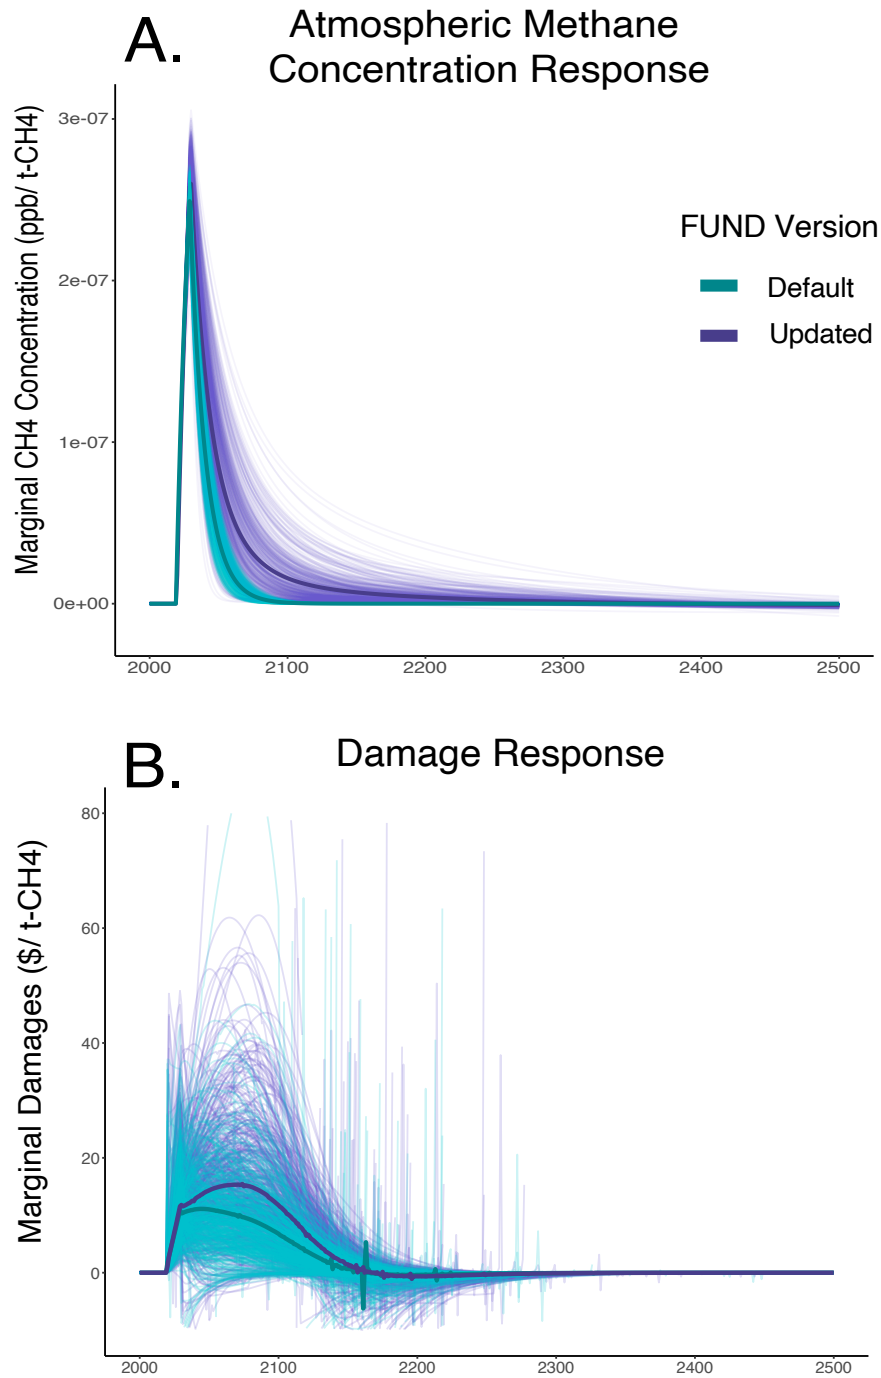 A.
Atmospheric Methane
Concentration Response
Marginal CH4 Concentration (ppb/ t-CH4)
3e-07
2e-07
1e-07
0e+00
2000 2100 2200 2300 2400 2500
FUND Version
Default
Updated
B.
Damage Response
Marginal Damages ($/ t-CH4)
80
60
40
20
0
2000 2100 2200 2300 2400 2500